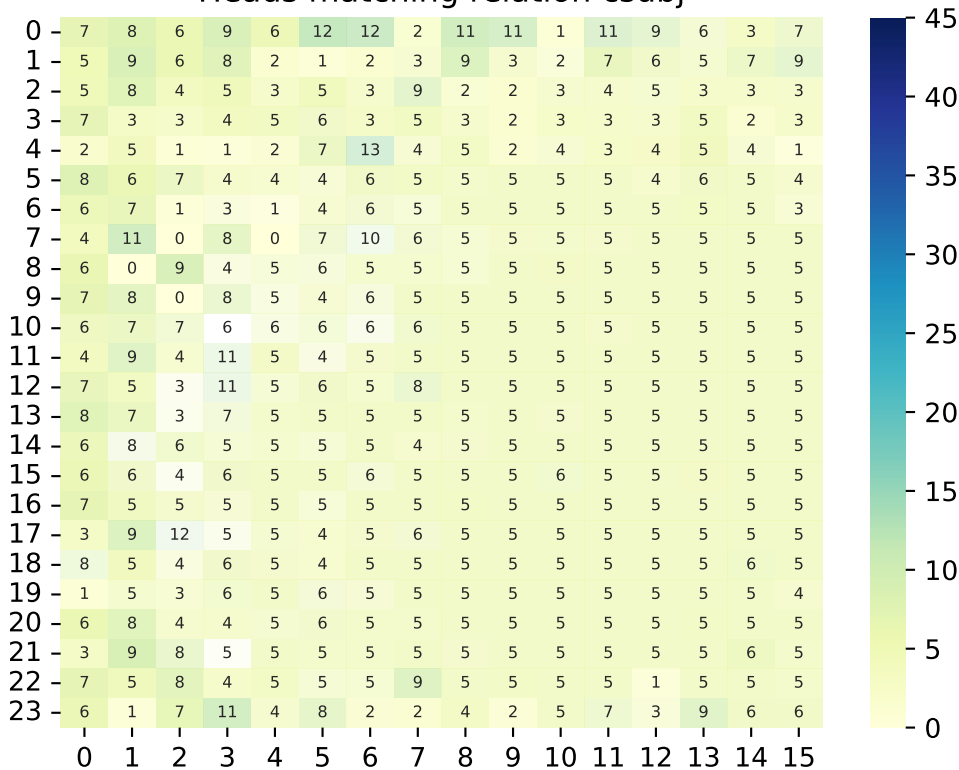 Heads matching relation csubj
0 7 8 6 9 6 12 12 2 11 11 1 11 9 6 3 7
1 5 9 6 8 2 1 2 3 9 3 2 7 6 5 7 9
2 5 8 4 5 3 5 3 9 2 2 3 4 5 3 3 3
3 7 3 3 4 5 6 3 5 3 2 3 3 3 5 2 3
4 2 5 1 1 2 7 13 4 5 2 4 3 4 5 4 1
5 8 6 7 4 4 4 6 5 5 5 5 5 4 6 5 4
6 6 7 1 3 1 4 6 5 5 5 5 5 5 5 5 3
7 4 11 0 8 0 7 10 6 5 5 5 5 5 5 5 5
8 6 0 9 4 5 6 5 5 5 5 5 5 5 5 5 5
9 7 8 0 8 5 4 6 5 5 5 5 5 5 5 5 5
10 6 7 7 6 6 6 6 6 5 5 5 5 5 5 5 5
11 4 9 4 11 5 4 5 5 5 5 5 5 5 5 5 5
12 7 5 3 11 5 6 5 8 5 5 5 5 5 5 5 5
13 8 7 3 7 5 5 5 5 5 5 5 5 5 5 5 5
14 6 8 6 5 5 5 5 4 5 5 5 5 5 5 5 5
15 6 6 4 6 5 5 6 5 5 5 6 5 5 5 5 5
16 7 5 5 5 5 5 5 5 5 5 5 5 5 5 5 5
17 3 9 12 5 5 4 5 6 5 5 5 5 5 5 5 5
18 8 5 4 6 5 4 5 5 5 5 5 5 5 5 6 5
19 1 5 3 6 5 6 5 5 5 5 5 5 5 5 5 4
20 6 8 4 4 5 6 5 5 5 5 5 5 5 5 5 5
21 3 9 8 5 5 5 5 5 5 5 5 5 5 5 6 5
22 7 5 8 4 5 5 5 9 5 5 5 5 1 5 5 5
23 6 1 7 11 4 8 2 2 4 2 5 7 3 9 6 6
0 1 2 3 4 5 6 7 8 9 10 11 12 13 14 15
45
40
35
30
25
20
15
10
5
0